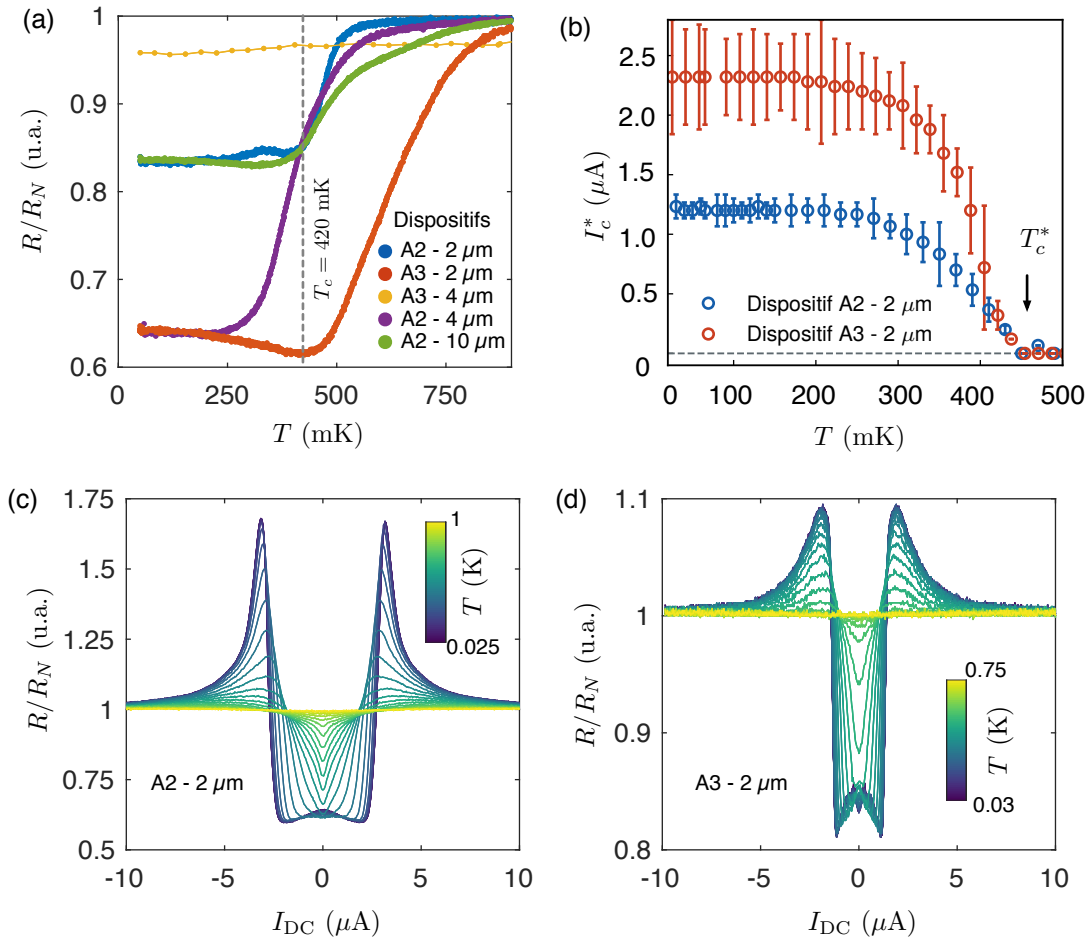 (a)
1
0.9
0.8
0.7
0.6
R/R_N (u.a.)
T_c = 420 mK
Dispositifs
A2 - 2 µm
A3 - 2 µm
A3 - 4 µm
A2 - 4 µm
A2 - 10 µm
0 250 500 750
T (mK)
(b)
2.5
2.0
1.5
1.0
0.5
0
I_c^* (µA)
T_c^*
Dispositif A2 - 2 µm
Dispositif A3 - 2 µm
0 100 200 300 400 500
T (mK)
(c)
1.75
1.5
1.25
1
0.75
0.5
R/R_N (u.a.)
1
T (K)
0.025
A2 - 2 µm
-10 -5 0 5 10
I_DC (µA)
(d)
1.1
1
0.9
0.8
R/R_N (u.a.)
0.75
T (K)
0.03
A3 - 2 µm
-10 -5 0 5 10
I_DC (µA)